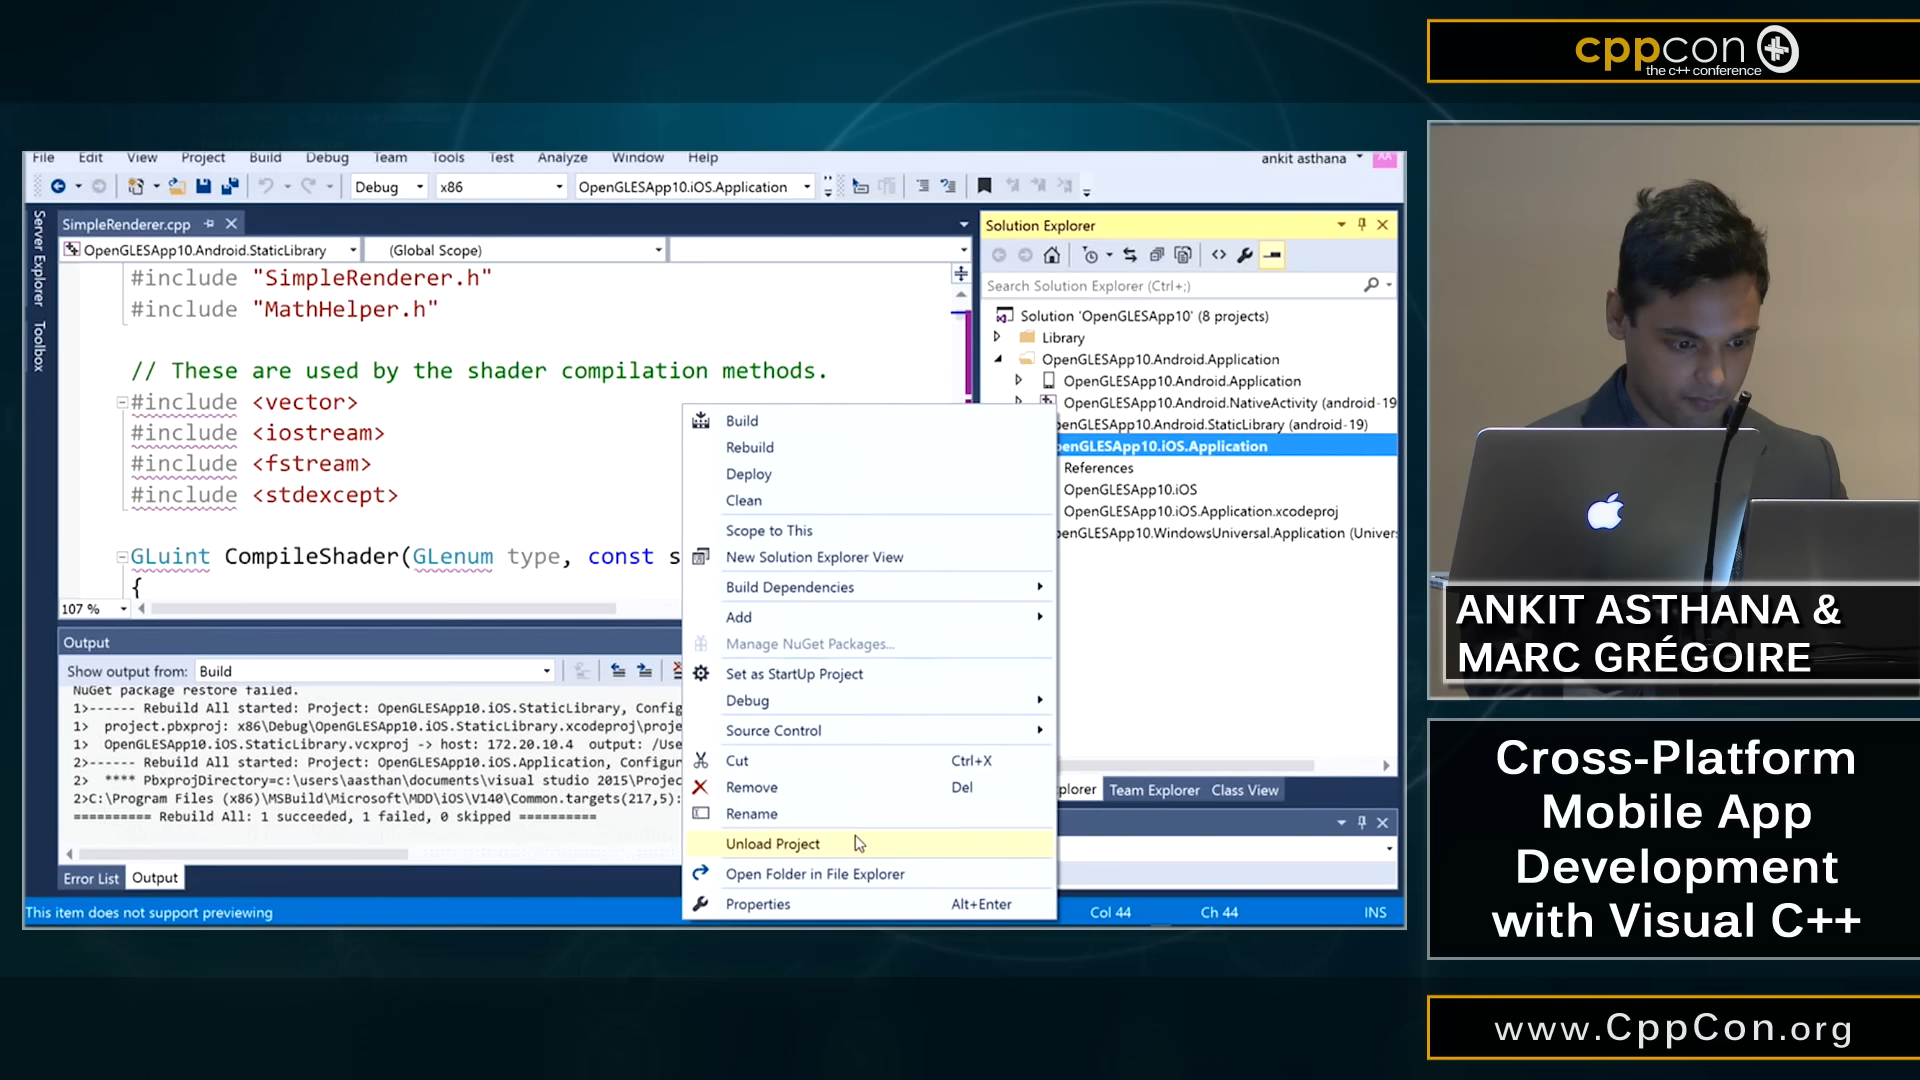 cppcon
the c++ conference
File Edit View Project Build Debug Team Tools Test Analyze Window Help
ankit asthana
AA
Debug x86 OpenGLESApp10.iOS.Application
Server Explorer
Toolbox
SimpleRenderer.cpp
OpenGLESApp10.Android.StaticLibrary (Global Scope)
#include "SimpleRenderer.h"
#include "MathHelper.h"
// These are used by the shader compilation methods.
#include <vector>
#include <iostream>
#include <fstream>
#include <stdexcept>
GLuint CompileShader(GLenum type, const s
{
107 %
Output
Show output from: Build
NuGet package restore failed.
1>------ Rebuild All started: Project: OpenGLESApp10.iOS.StaticLibrary, Config
1>  project.pbxproj: x86\Debug\OpenGLESApp10.iOS.StaticLibrary.xcodeproj\proje
1>  OpenGLESApp10.iOS.StaticLibrary.vcxproj -> host: 172.20.10.4  output: /Use
2>------ Rebuild All started: Project: OpenGLESApp10.iOS.Application, Configur
2>  **** PbxprojDirectory=c:\users\aasthan\documents\visual studio 2015\Projec
2>C:\Program Files (x86)\MSBuild\Microsoft\MDD\iOS\V140\Common.targets(217,5):
========== Rebuild All: 1 succeeded, 1 failed, 0 skipped ==========
Error List Output
This item does not support previewing
Col 44 Ch 44 INS
Build
Rebuild
Deploy
Clean
Scope to This
New Solution Explorer View
Build Dependencies
Add
Manage NuGet Packages...
Set as StartUp Project
Debug
Source Control
Cut Ctrl+X
Remove Del
Rename
Unload Project
Open Folder in File Explorer
Properties Alt+Enter
Solution Explorer
Search Solution Explorer (Ctrl+;)
Solution 'OpenGLESApp10' (8 projects)
Library
OpenGLESApp10.Android.Application
OpenGLESApp10.Android.Application
OpenGLESApp10.Android.NativeActivity (android-19
penGLESApp10.Android.StaticLibrary (android-19)
penGLESApp10.iOS.Application
References
OpenGLESApp10.iOS
OpenGLESApp10.iOS.Application.xcodeproj
penGLESApp10.WindowsUniversal.Application (Univers
plorer Team Explorer Class View
ANKIT ASTHANA &
MARC GRÉGOIRE
Cross-Platform
Mobile App
Development
with Visual C++
www.CppCon.org